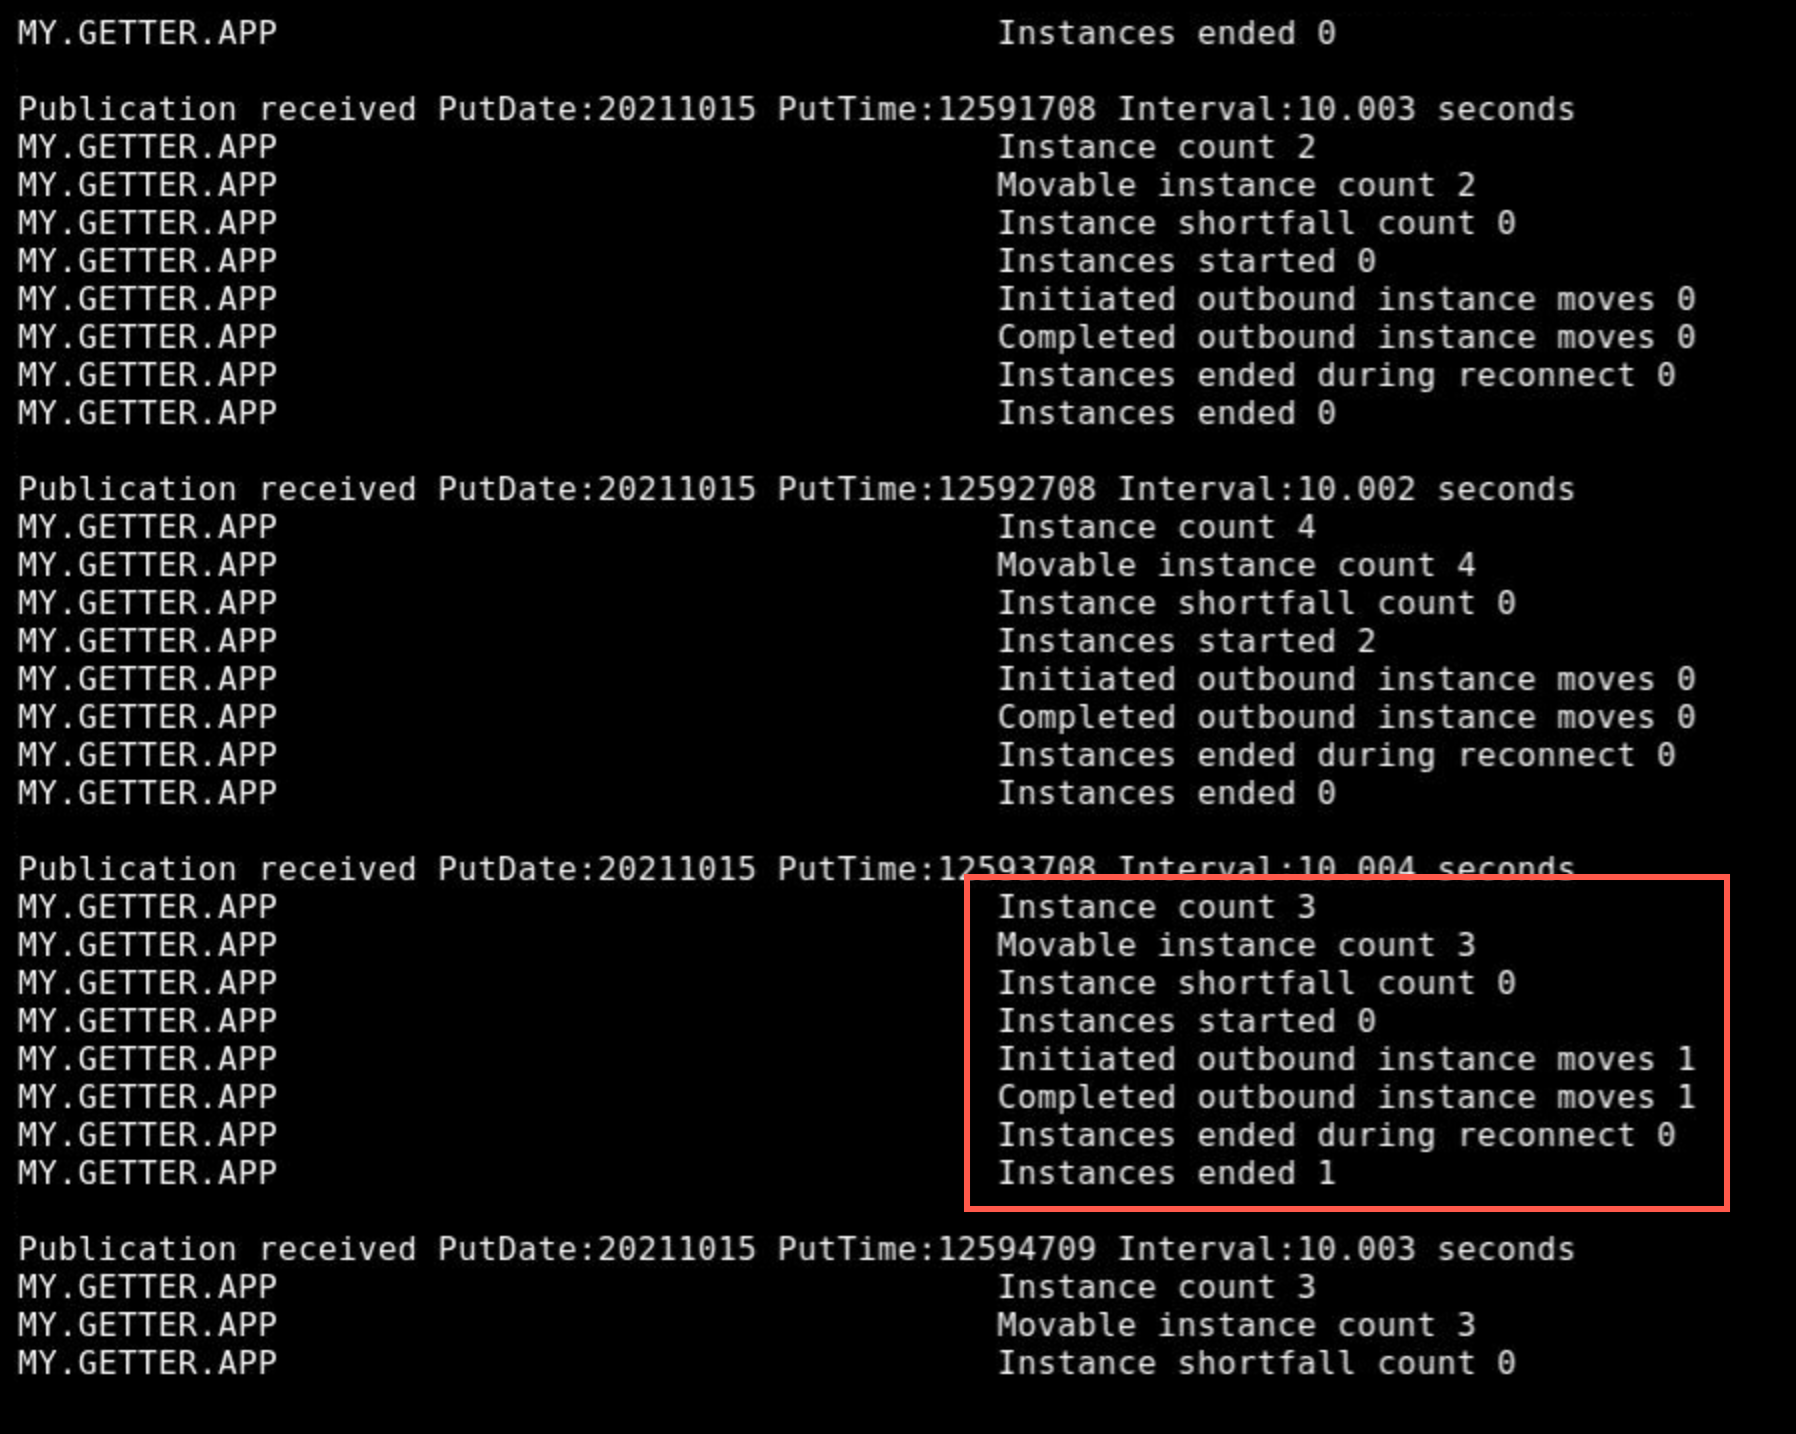 MY.GETTER.APP Instances ended 0
Publication received PutDate:20211015 PutTime:12591708 Interval:10.003 seconds
MY.GETTER.APP Instance count 2
MY.GETTER.APP Movable instance count 2
MY.GETTER.APP Instance shortfall count 0
MY.GETTER.APP Instances started 0
MY.GETTER.APP Initiated outbound instance moves 0
MY.GETTER.APP Completed outbound instance moves 0
MY.GETTER.APP Instances ended during reconnect 0
MY.GETTER.APP Instances ended 0
Publication received PutDate:20211015 PutTime:12592708 Interval:10.002 seconds
MY.GETTER.APP Instance count 4
MY.GETTER.APP Movable instance count 4
MY.GETTER.APP Instance shortfall count 0
MY.GETTER.APP Instances started 2
MY.GETTER.APP Initiated outbound instance moves 0
MY.GETTER.APP Completed outbound instance moves 0
MY.GETTER.APP Instances ended during reconnect 0
MY.GETTER.APP Instances ended 0
Publication received PutDate:20211015 PutTime:12593708 Interval:10.004 seconds
MY.GETTER.APP Instance count 3
MY.GETTER.APP Movable instance count 3
MY.GETTER.APP Instance shortfall count 0
MY.GETTER.APP Instances started 0
MY.GETTER.APP Initiated outbound instance moves 1
MY.GETTER.APP Completed outbound instance moves 1
MY.GETTER.APP Instances ended during reconnect 0
MY.GETTER.APP Instances ended 1
Publication received PutDate:20211015 PutTime:12594709 Interval:10.003 seconds
MY.GETTER.APP Instance count 3
MY.GETTER.APP Movable instance count 3
MY.GETTER.APP Instance shortfall count 0